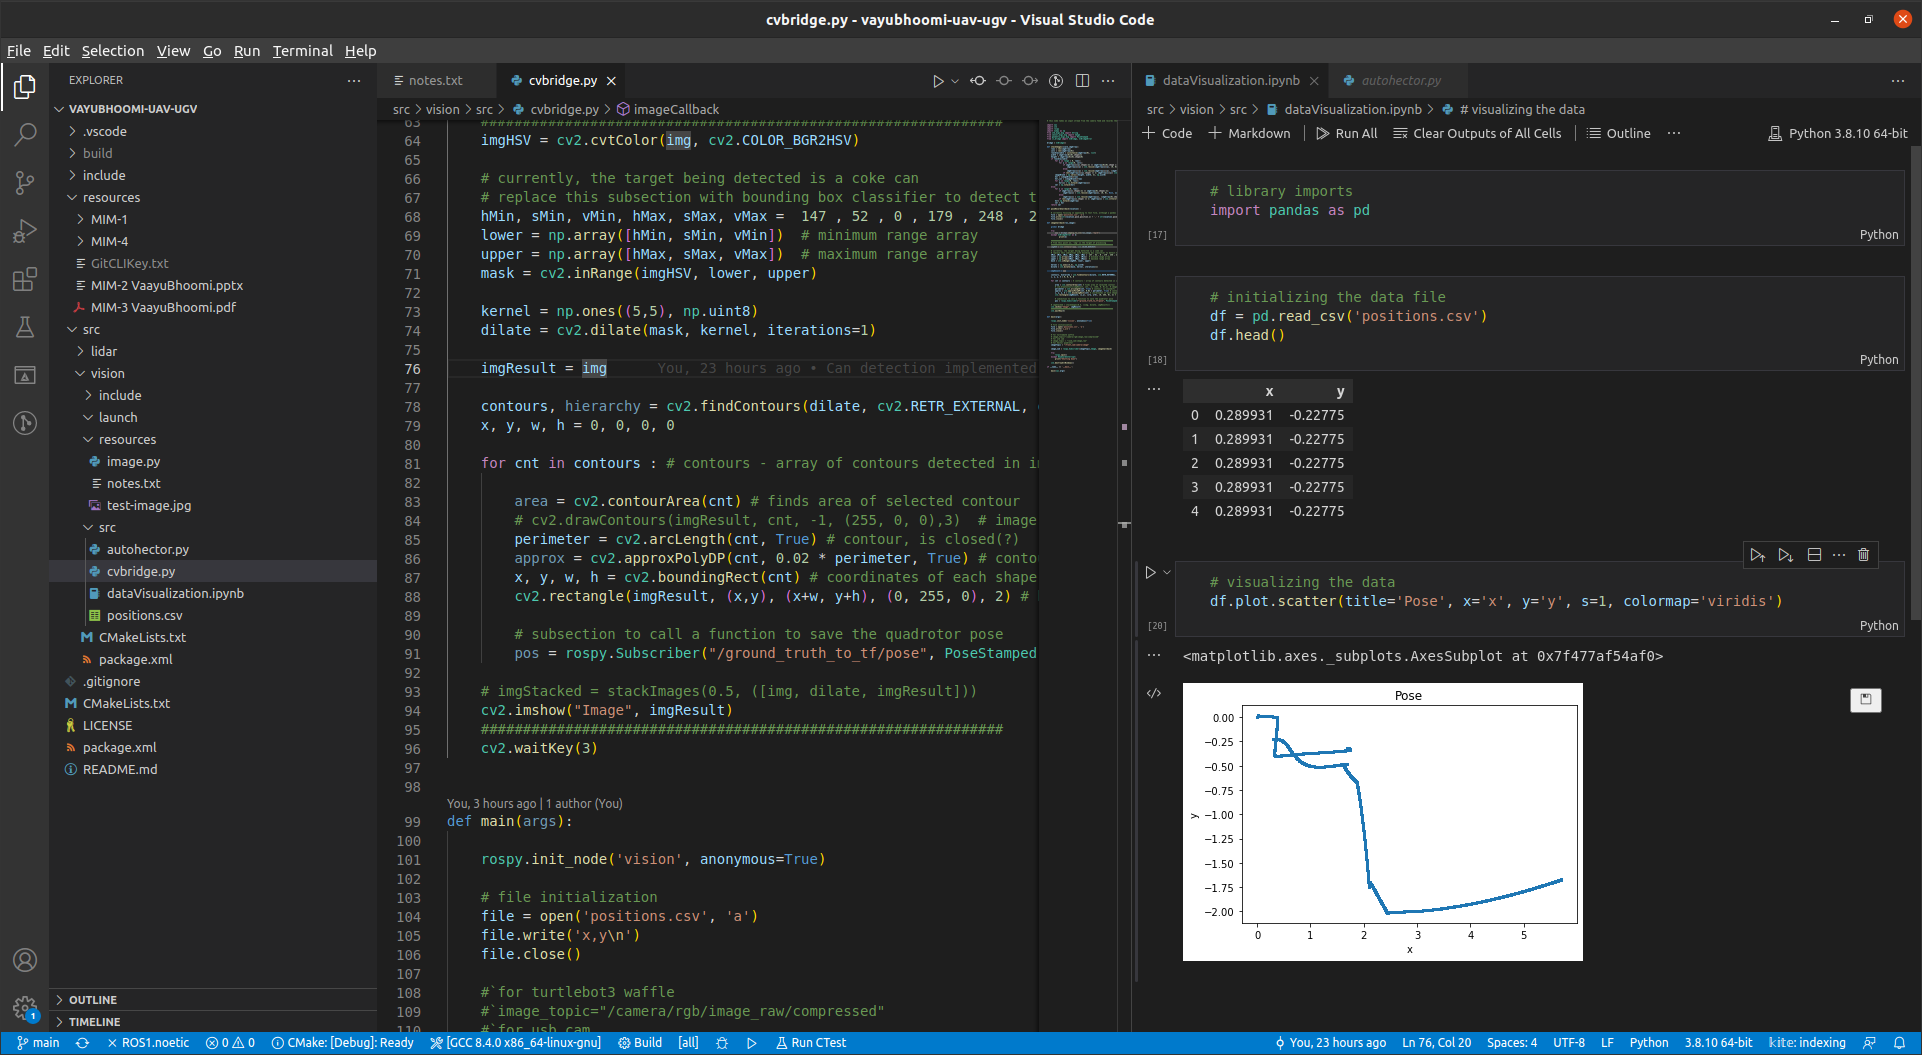 cvbridge.py - vayubhoomi-uav-ugv - Visual Studio Code
File Edit Selection View Go Run Terminal Help
EXPLORER
VAYUBHOOMI-UAV-UGV
.vscode
build
include
resources
MIM-1
MIM-4
GitCLIKey.txt
MIM-2 VaayuBhoomi.pptx
MIM-3 VaayuBhoomi.pdf
src
lidar
vision
include
launch
resources
image.py
notes.txt
test-image.jpg
src
autohector.py
cvbridge.py
dataVisualization.ipynb
positions.csv
CMakeLists.txt
package.xml
.gitignore
CMakeLists.txt
LICENSE
package.xml
README.md
OUTLINE
TIMELINE
1
notes.txt cvbridge.py
src > vision > src > cvbridge.py > imageCallback
63 ##############################################################
64 imgHSV = cv2.cvtColor(img, cv2.COLOR_BGR2HSV)
65
66 # currently, the target being detected is a coke can
67 # replace this subsection with bounding box classifier to detect t
68 hMin, sMin, vMin, hMax, sMax, vMax =  147 , 52 , 0 , 179 , 248 , 2
69 lower = np.array([hMin, sMin, vMin])  # minimum range array
70 upper = np.array([hMax, sMax, vMax])  # maximum range array
71 mask = cv2.inRange(imgHSV, lower, upper)
72
73 kernel = np.ones((5,5), np.uint8)
74 dilate = cv2.dilate(mask, kernel, iterations=1)
75
76 imgResult = img You, 23 hours ago • Can detection implemented
77
78 contours, hierarchy = cv2.findContours(dilate, cv2.RETR_EXTERNAL,
79 x, y, w, h = 0, 0, 0, 0
80
81 for cnt in contours : # contours - array of contours detected in i
82
83 area = cv2.contourArea(cnt) # finds area of selected contour
84 # cv2.drawContours(imgResult, cnt, -1, (255, 0, 0),3)  # image
85 perimeter = cv2.arcLength(cnt, True) # contour, is closed(?)
86 approx = cv2.approxPolyDP(cnt, 0.02 * perimeter, True) # conto
87 x, y, w, h = cv2.boundingRect(cnt) # coordinates of each shape
88 cv2.rectangle(imgResult, (x,y), (x+w, y+h), (0, 255, 0), 2) #
89
90 # subsection to call a function to save the quadrotor pose
91 pos = rospy.Subscriber("/ground_truth_to_tf/pose", PoseStamped
92
93 # imgStacked = stackImages(0.5, ([img, dilate, imgResult]))
94 cv2.imshow("Image", imgResult)
95 ##############################################################
96 cv2.waitKey(3)
97
98
You, 3 hours ago | 1 author (You)
99 def main(args):
100
101 rospy.init_node('vision', anonymous=True)
102
103 # file initialization
104 file = open('positions.csv', 'a')
105 file.write('x,y\n')
106 file.close()
107
108 #`for turtlebot3 waffle
109 #`image_topic="/camera/rgb/image_raw/compressed"
110 #`for usb cam
dataVisualization.ipynb autohector.py
src > vision > src > dataVisualization.ipynb > # visualizing the data
Code Markdown Run All Clear Outputs of All Cells Outline Python 3.8.10 64-bit
# library imports
import pandas as pd
[17] Python
# initializing the data file
df = pd.read_csv('positions.csv')
df.head()
[18] Python
x y
0 0.289931 -0.22775
1 0.289931 -0.22775
2 0.289931 -0.22775
3 0.289931 -0.22775
4 0.289931 -0.22775
# visualizing the data
df.plot.scatter(title='Pose', x='x', y='y', s=1, colormap='viridis')
[20] Python
<matplotlib.axes._subplots.AxesSubplot at 0x7f477af54af0>
Pose
0.00
−0.25
−0.50
−0.75
−1.00
−1.25
−1.50
−1.75
−2.00
y
0 1 2 3 4 5
x
main ROS1.noetic 0 0 CMake: [Debug]: Ready [GCC 8.4.0 x86_64-linux-gnu] Build [all] Run CTest You, 23 hours ago Ln 76, Col 20 Spaces: 4 UTF-8 LF Python 3.8.10 64-bit kite: indexing